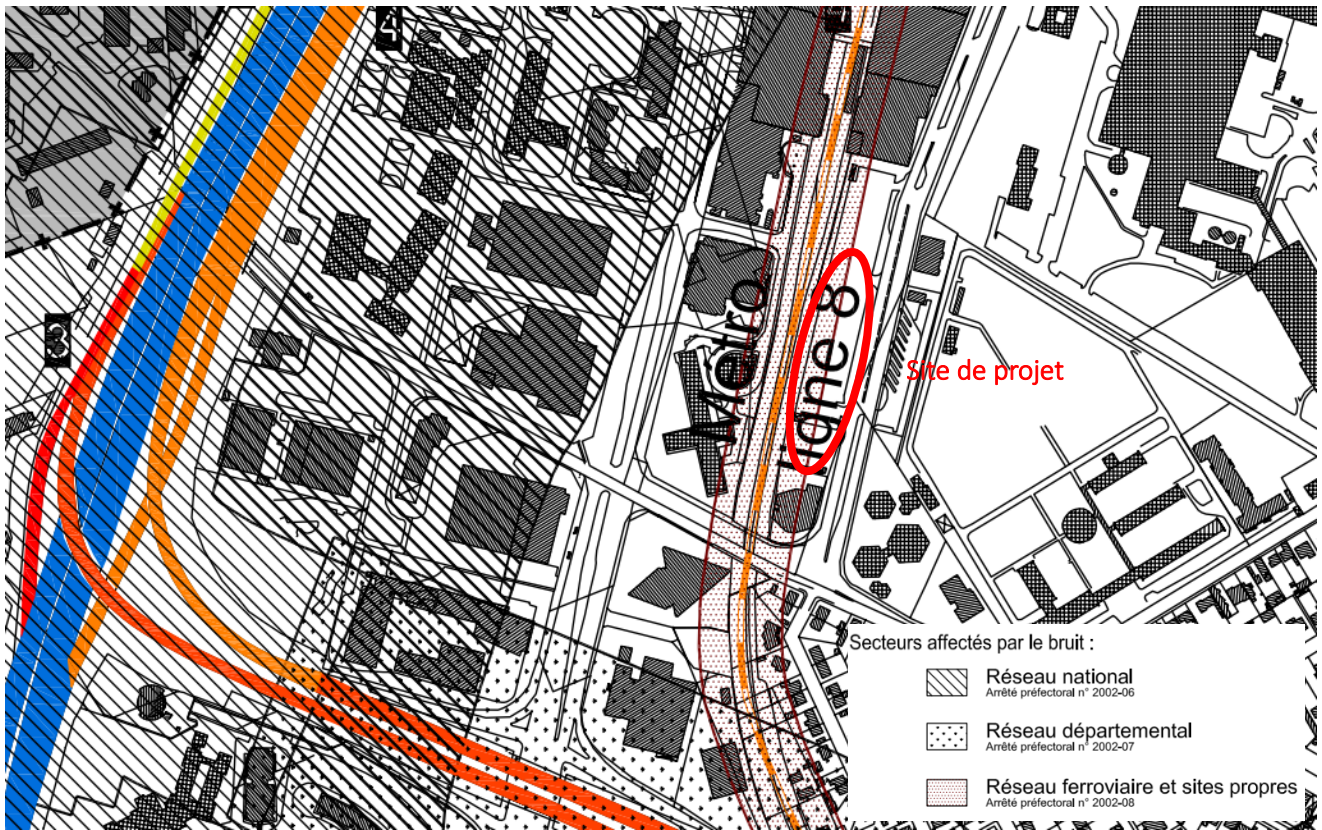 4
3
Métro
ligne 8
Site de projet
Secteurs affectés par le bruit :
Réseau national
Arrêté préfectoral n° 2002-06
Réseau départemental
Arrêté préfectoral n° 2002-07
Réseau ferroviaire et sites propres
Arrêté préfectoral n° 2002-08